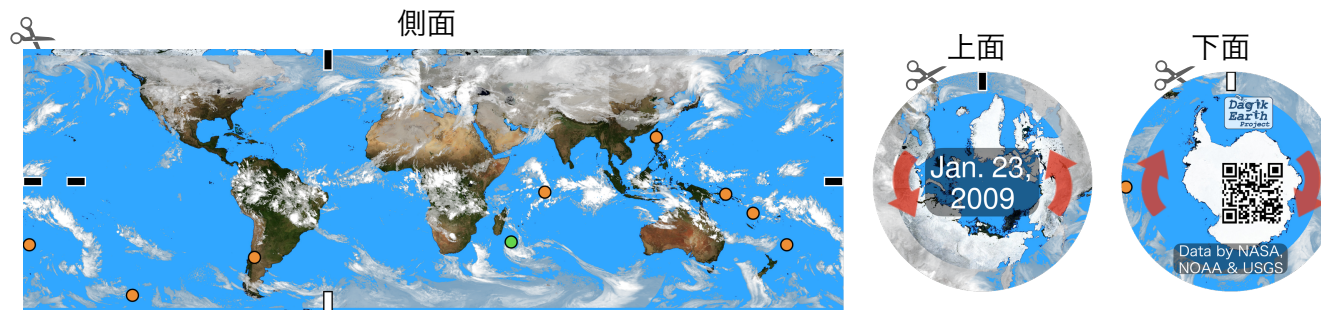 側面
上面
下面
Jan. 23,
2009
Dagik
Earth
Project
Data by NASA,
NOAA & USGS